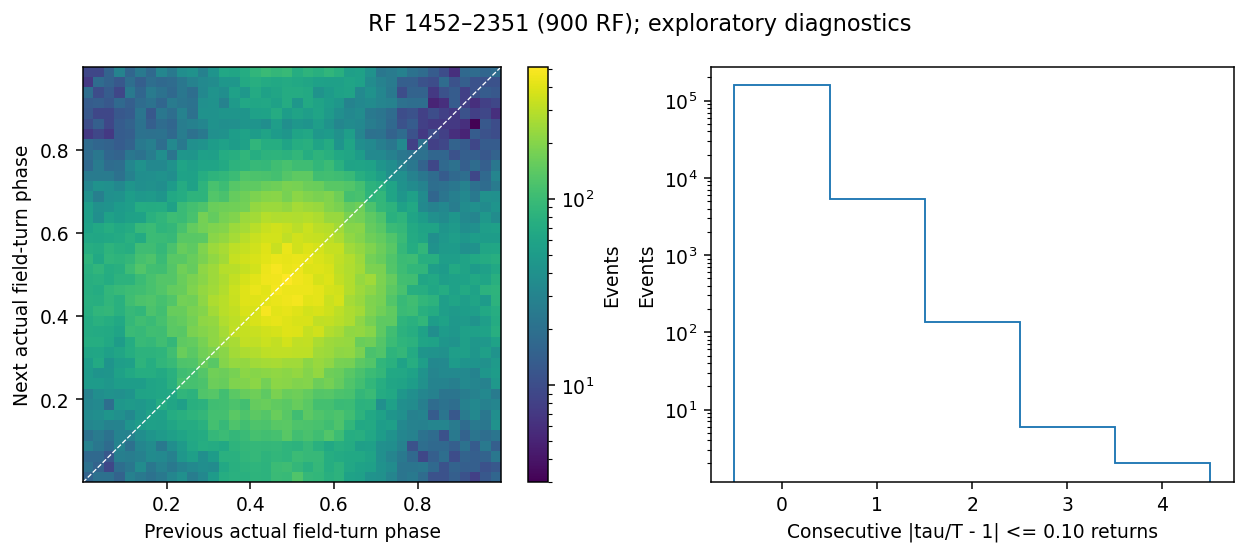 RF 1452–2351 (900 RF); exploratory diagnostics
Next actual field-turn phase
0.8
0.6
0.4
0.2
0.2 0.4 0.6 0.8
Previous actual field-turn phase
10²
10¹
Events
Events
10⁵
10⁴
10³
10²
10¹
0 1 2 3 4
Consecutive |tau/T - 1| <= 0.10 returns